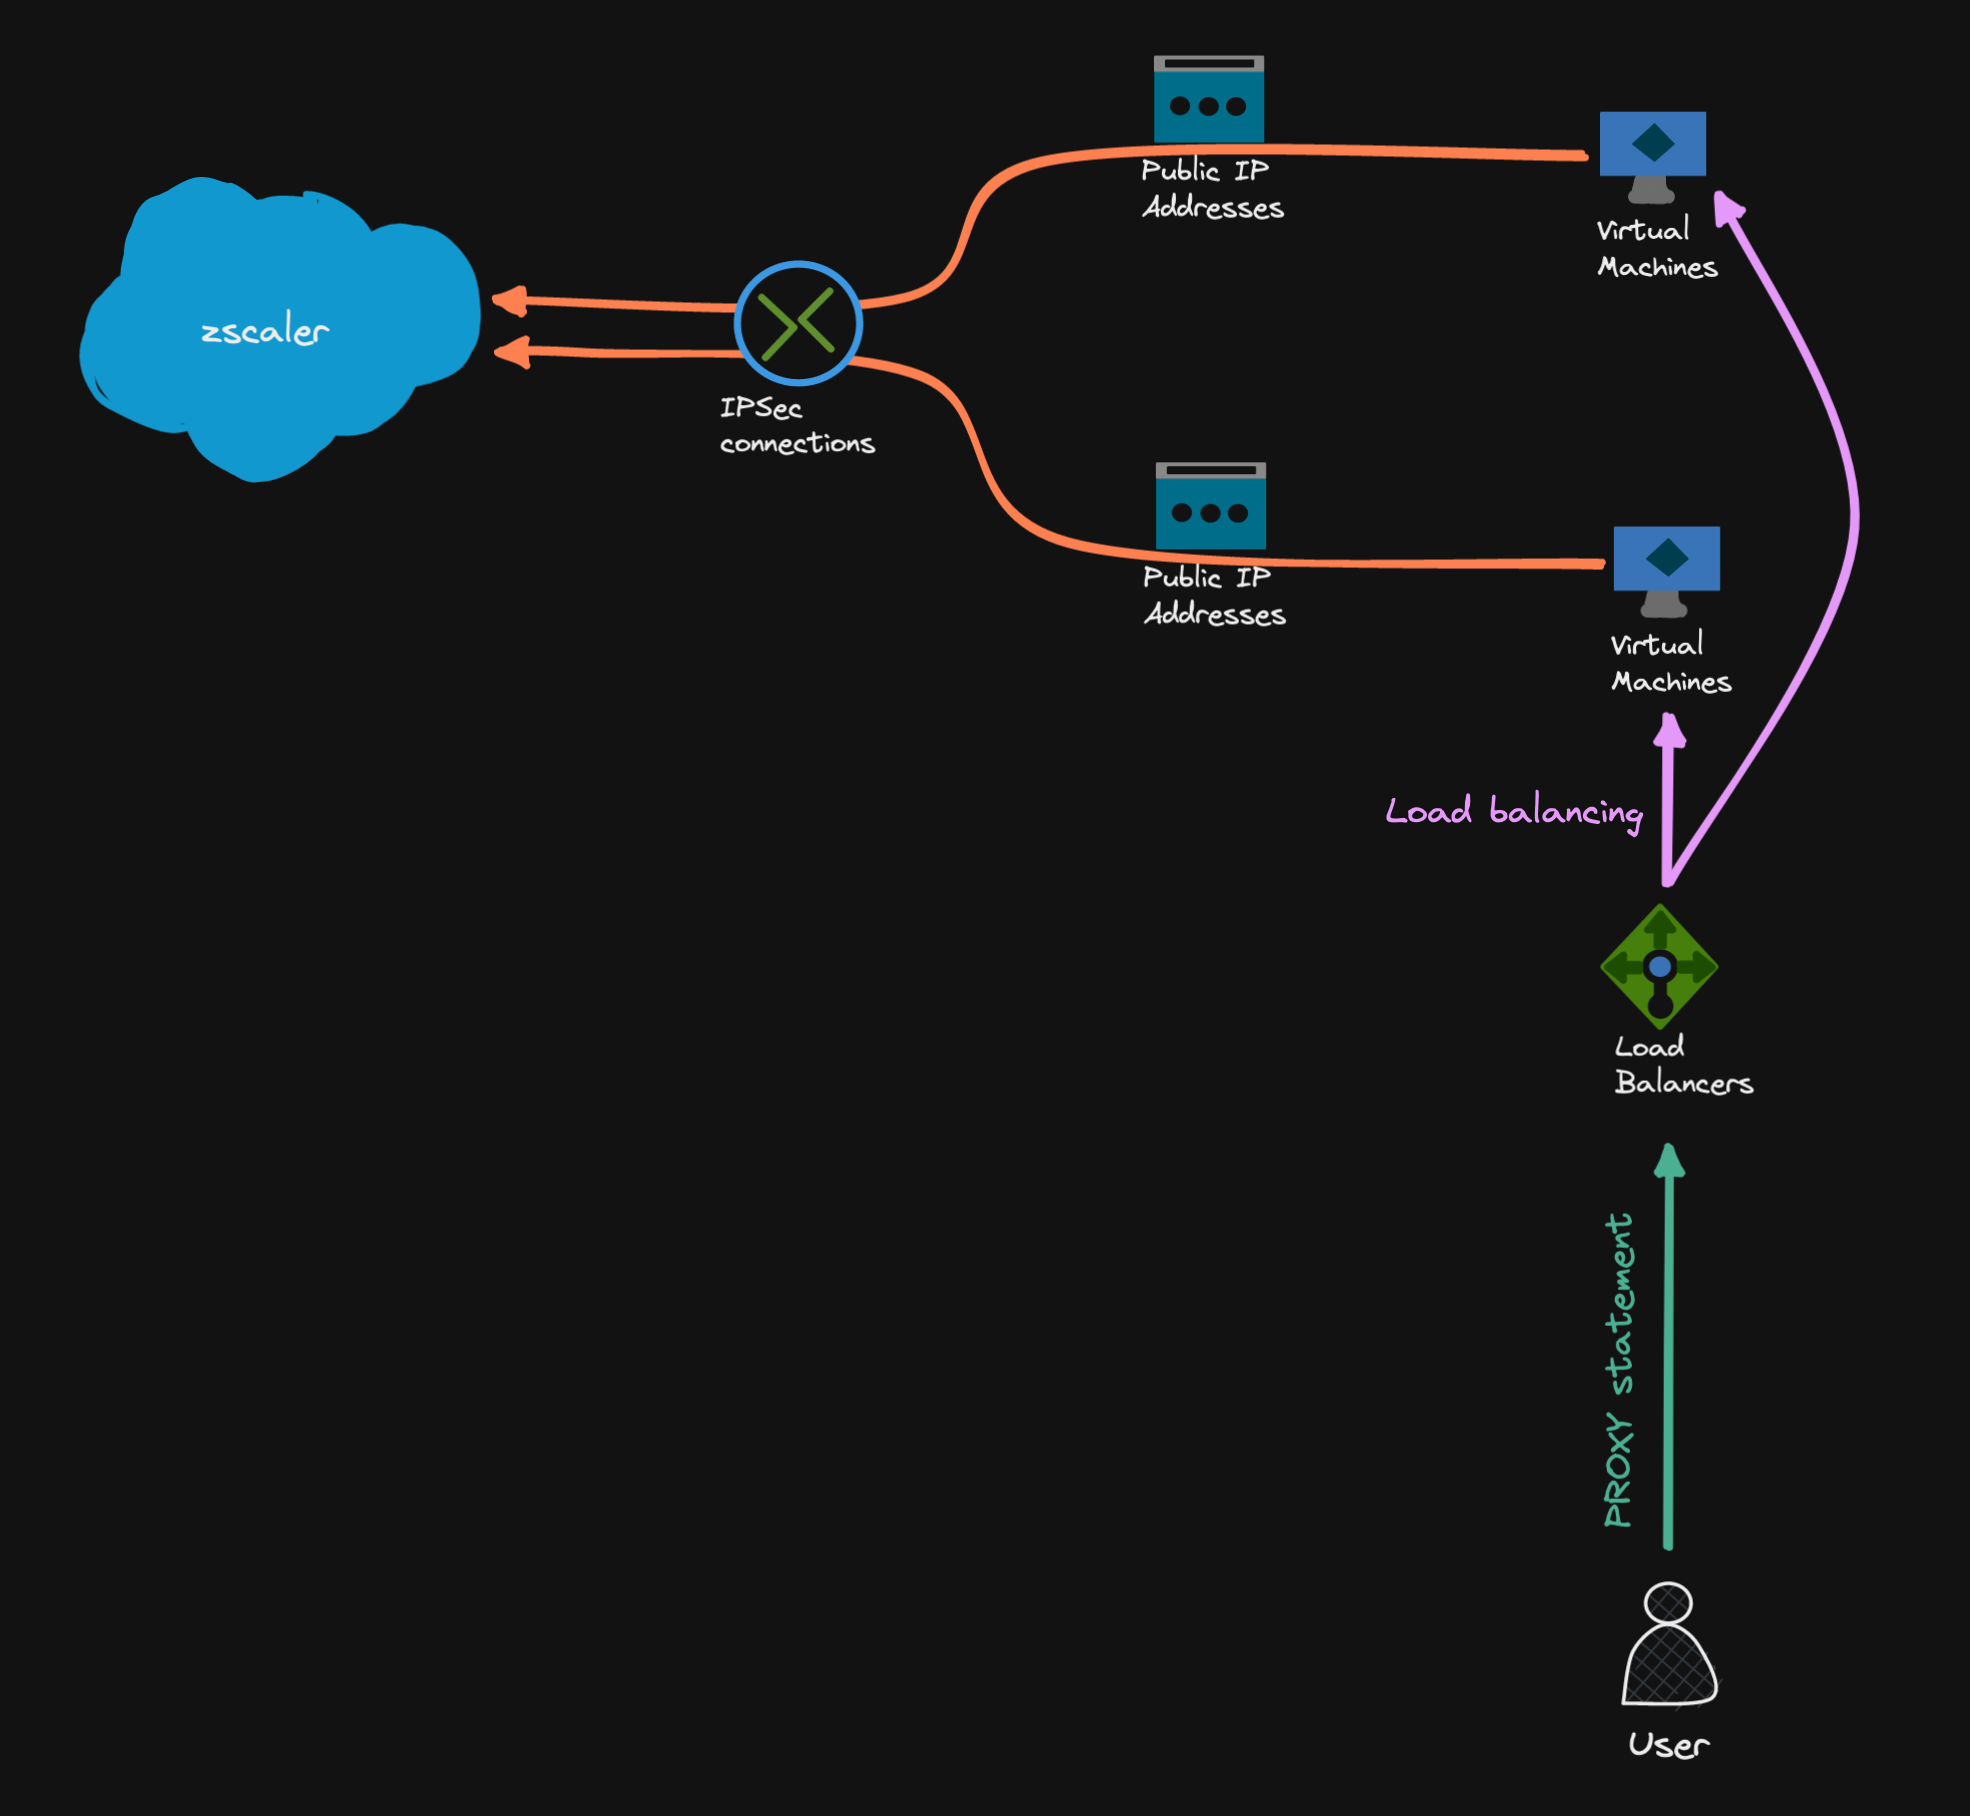 Public IP
Addresses
Virtual
Machines
zscaler
IPSec
connections
Public IP
Addresses
Virtual
Machines
Load balancing
Load
Balancers
PROXY statement
User